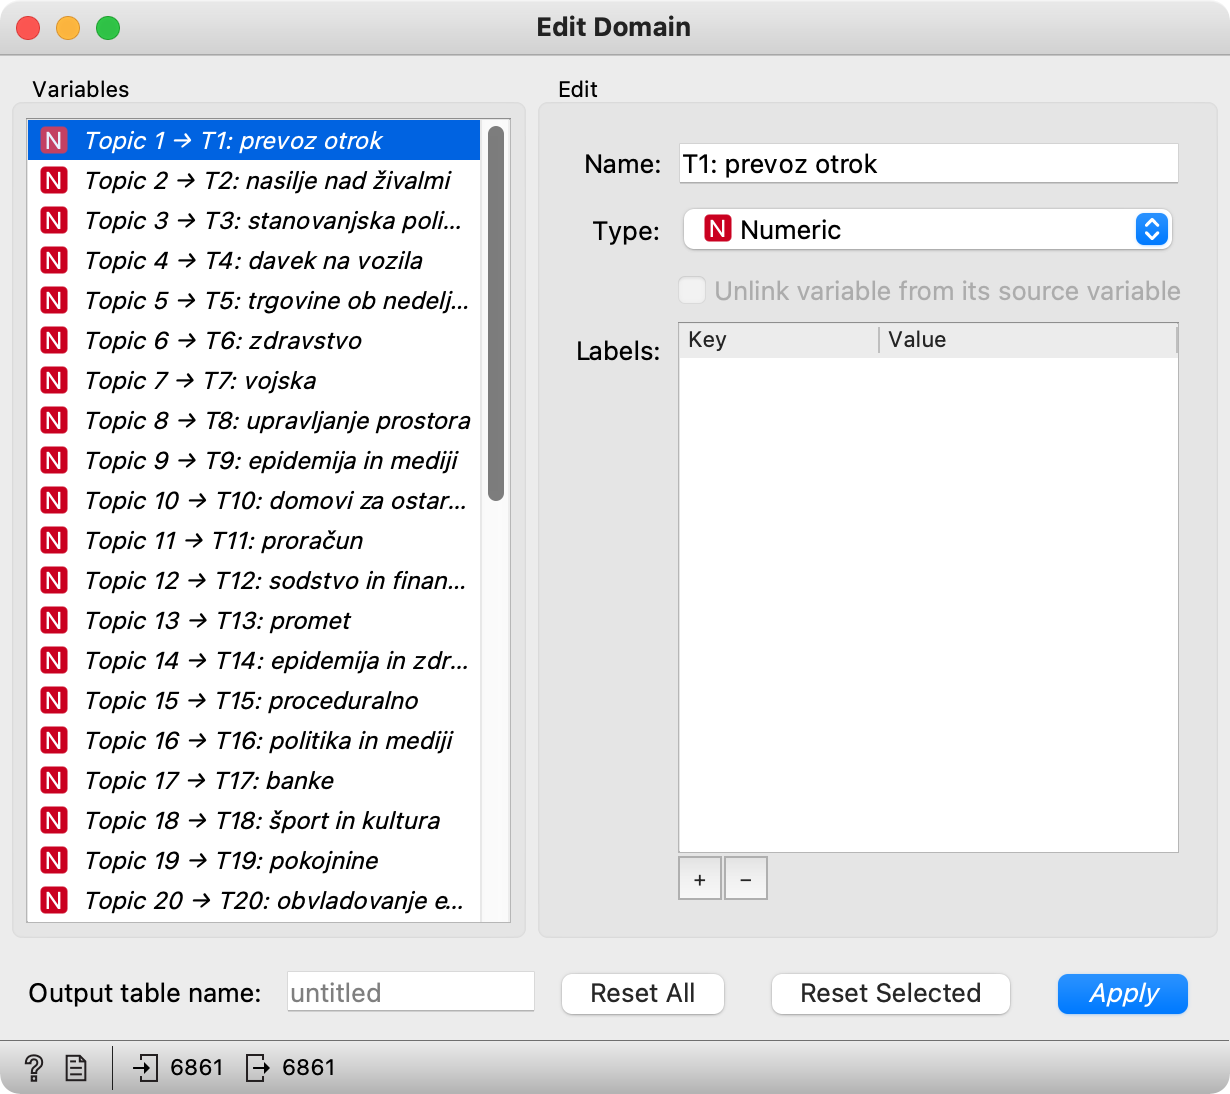 Edit Domain
Variables
N Topic 1 → T1: prevoz otrok
N Topic 2 → T2: nasilje nad živalmi
N Topic 3 → T3: stanovanjska poli...
N Topic 4 → T4: davek na vozila
N Topic 5 → T5: trgovine ob nedelj...
N Topic 6 → T6: zdravstvo
N Topic 7 → T7: vojska
N Topic 8 → T8: upravljanje prostora
N Topic 9 → T9: epidemija in mediji
N Topic 10 → T10: domovi za ostar...
N Topic 11 → T11: proračun
N Topic 12 → T12: sodstvo in finan...
N Topic 13 → T13: promet
N Topic 14 → T14: epidemija in zdr...
N Topic 15 → T15: proceduralno
N Topic 16 → T16: politika in mediji
N Topic 17 → T17: banke
N Topic 18 → T18: šport in kultura
N Topic 19 → T19: pokojnine
N Topic 20 → T20: obvladovanje e...
Edit
Name: T1: prevoz otrok
Type: N Numeric
Unlink variable from its source variable
Labels: Key Value
+ −
Output table name: untitled Reset All Reset Selected Apply
? 6861 6861